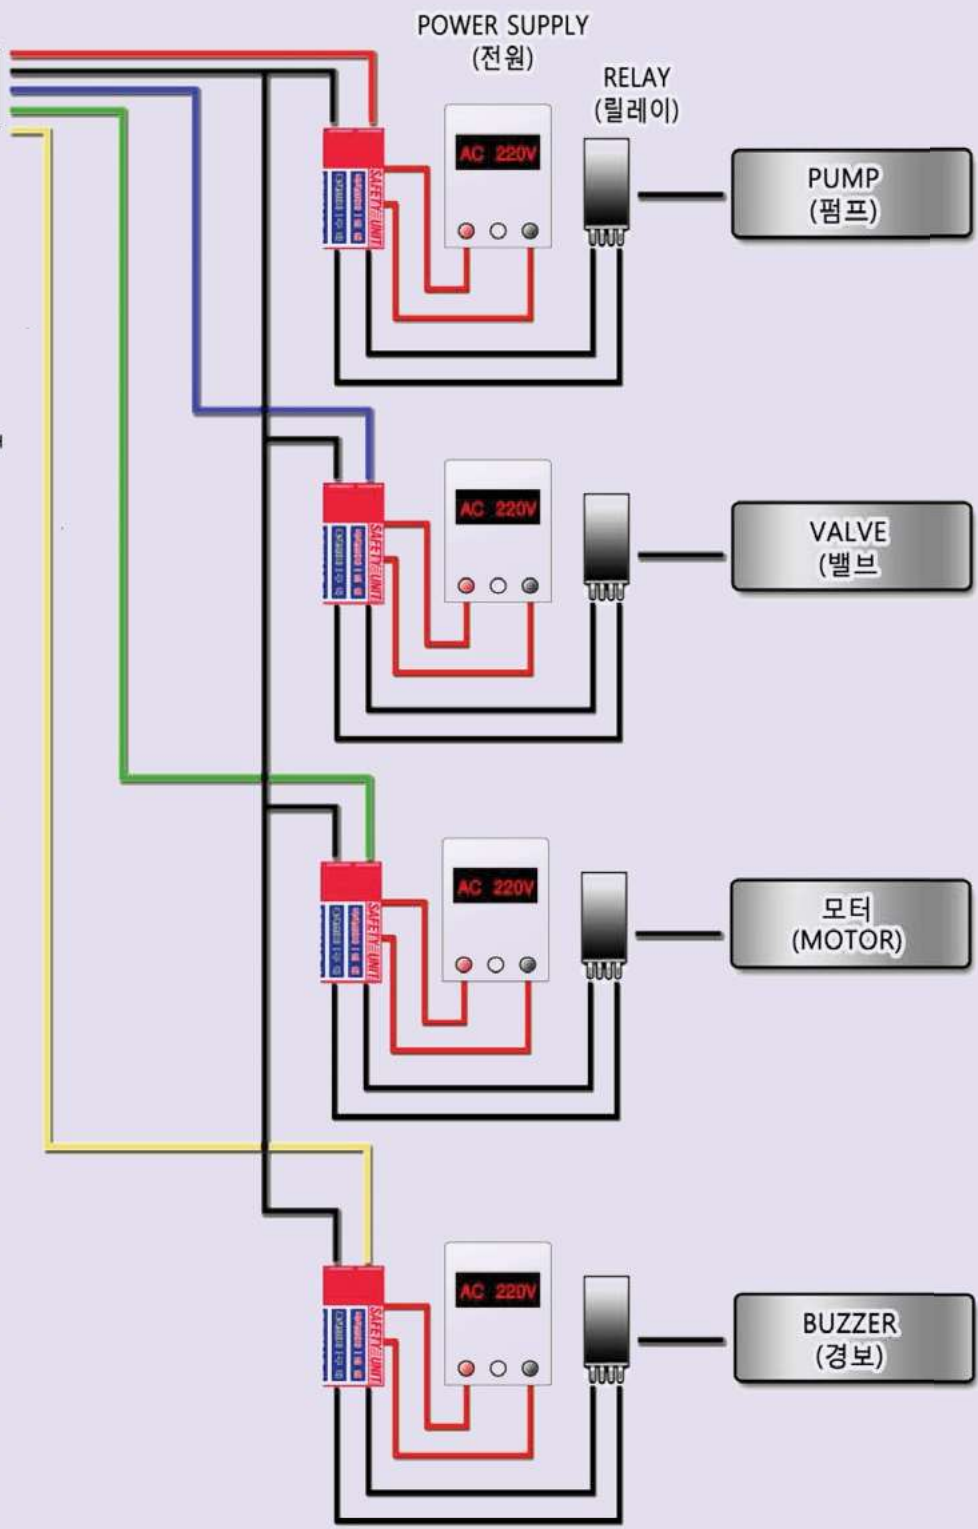 POWER SUPPLY
(전원)
RELAY
(릴레이)
AC 220V
SAFETY UNIT
PUMP
(펌프)
AC 220V
SAFETY UNIT
VALVE
(밸브
AC 220V
SAFETY UNIT
모터
(MOTOR)
AC 220V
SAFETY UNIT
BUZZER
(경보)